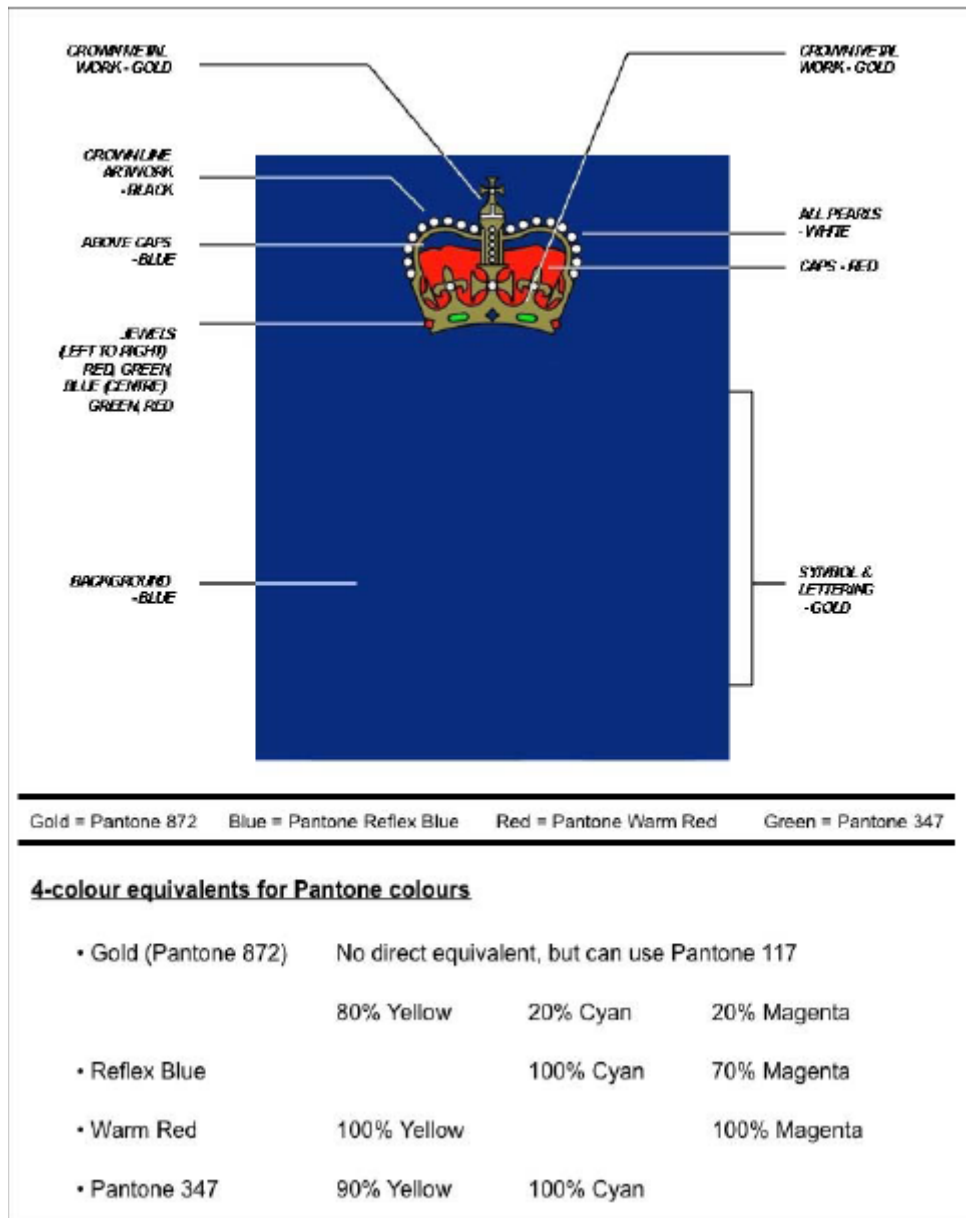 CROWN METAL
WORK - GOLD
CROWN METAL
WORK - GOLD
CROWN LINE
ARTWORK
- BLACK
ALL PEARLS
- WHITE
ABOVE CAPS
- BLUE
CAPS - RED
JEWELS
(LEFT TO RIGHT)
RED, GREEN,
BLUE (CENTRE)
GREEN, RED
BACKGROUND
- BLUE
SYMBOL &
LETTERING
- GOLD
Gold = Pantone 872 Blue = Pantone Reflex Blue Red = Pantone Warm Red Green = Pantone 347
4-colour equivalents for Pantone colours
• Gold (Pantone 872) No direct equivalent, but can use Pantone 117
80% Yellow 20% Cyan 20% Magenta
• Reflex Blue 100% Cyan 70% Magenta
• Warm Red 100% Yellow 100% Magenta
• Pantone 347 90% Yellow 100% Cyan